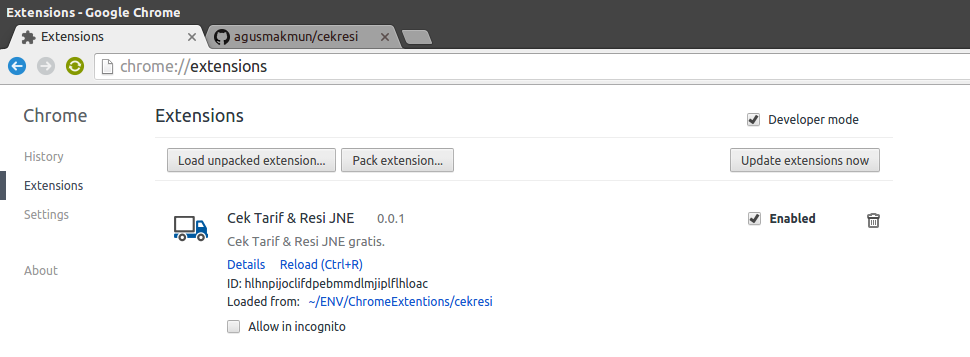 Extensions - Google Chrome
Extensions
agusmakmun/cekresi
chrome://extensions
Chrome
Extensions
Developer mode
History
Load unpacked extension...
Pack extension...
Update extensions now
Extensions
Settings
Cek Tarif & Resi JNE 0.0.1
Enabled
Cek Tarif & Resi JNE gratis.
Details Reload (Ctrl+R)
About
ID: hlhnpijoclifdpebmmdlmjiplflhloac
Loaded from: ~/ENV/ChromeExtentions/cekresi
Allow in incognito